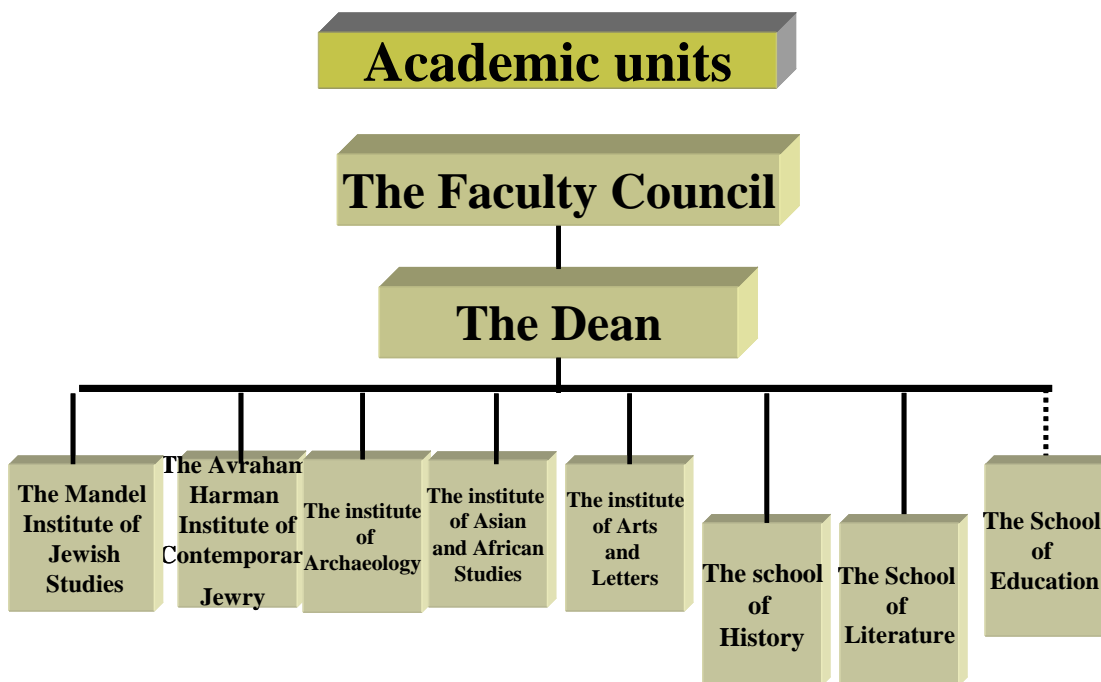 Academic units
The Faculty Council
The Dean
The Mandel
Institute of
Jewish
Studies
The Avraham
Harman
Institute of
Contemporar
Jewry
The institute
of
Archaeology
The institute
of Asian
and African
Studies
The institute
of Arts
and
Letters
The school
of
History
The School
of
Literature
The School
of
Education